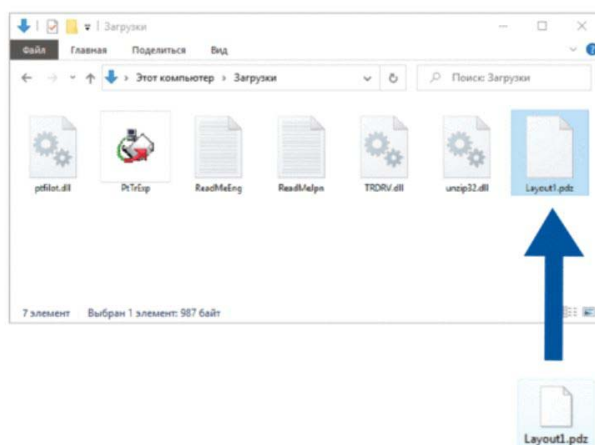 Загрузки
Файл Главная Поделиться Вид
Этот компьютер › Загрузки
Поиск: Загрузки
ptfilot.dll PtTrExp ReadMeEng ReadMeJpn TRDRV.dll unzip32.dll Layout1.pdz
7 элемент Выбран 1 элемент: 987 байт
Layout1.pdz